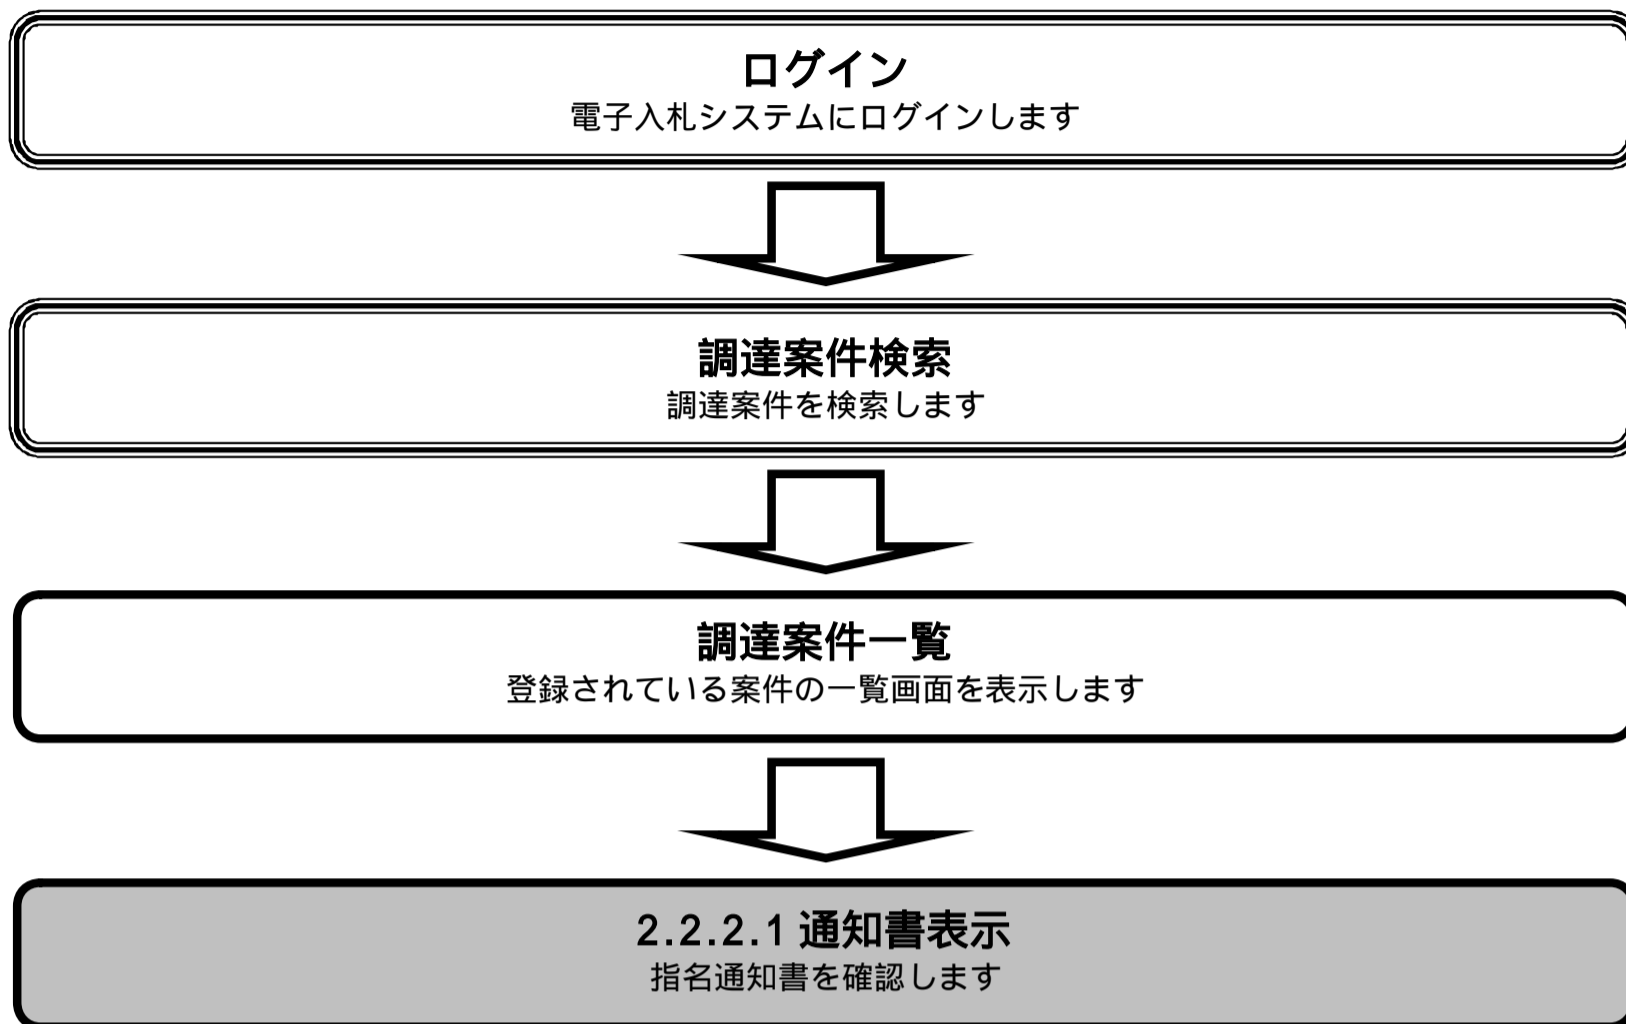 ログイン
電子入札システムにログインします
調達案件検索
調達案件を検索します
調達案件一覧
登録されている案件の一覧画面を表示します
2.2.2.1 通知書表示
指名通知書を確認します